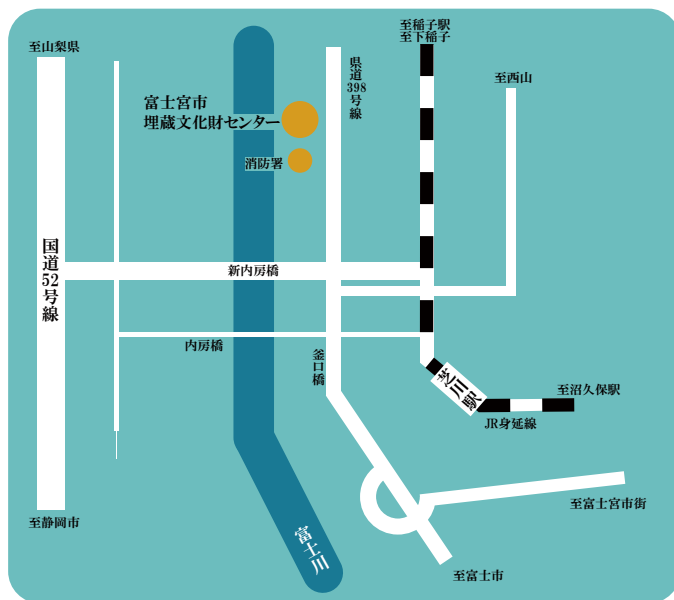 至山梨県
至稲子駅
至下稲子
県道398号線
至西山
富士宮市
埋蔵文化財センター
消防署
国道52号線
新内房橋
内房橋
釜口橋
芝川駅
至沼久保駅
JR身延線
至富士宮市街
至静岡市
富士川
至富士市